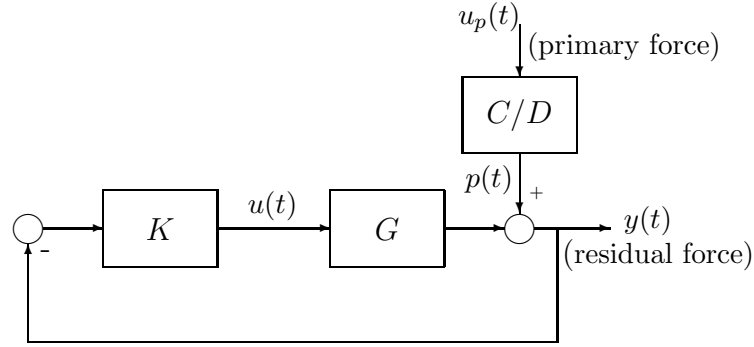 u_p(t)
(primary force)
C/D
p(t)
+
K
u(t)
G
y(t)
(residual force)
-